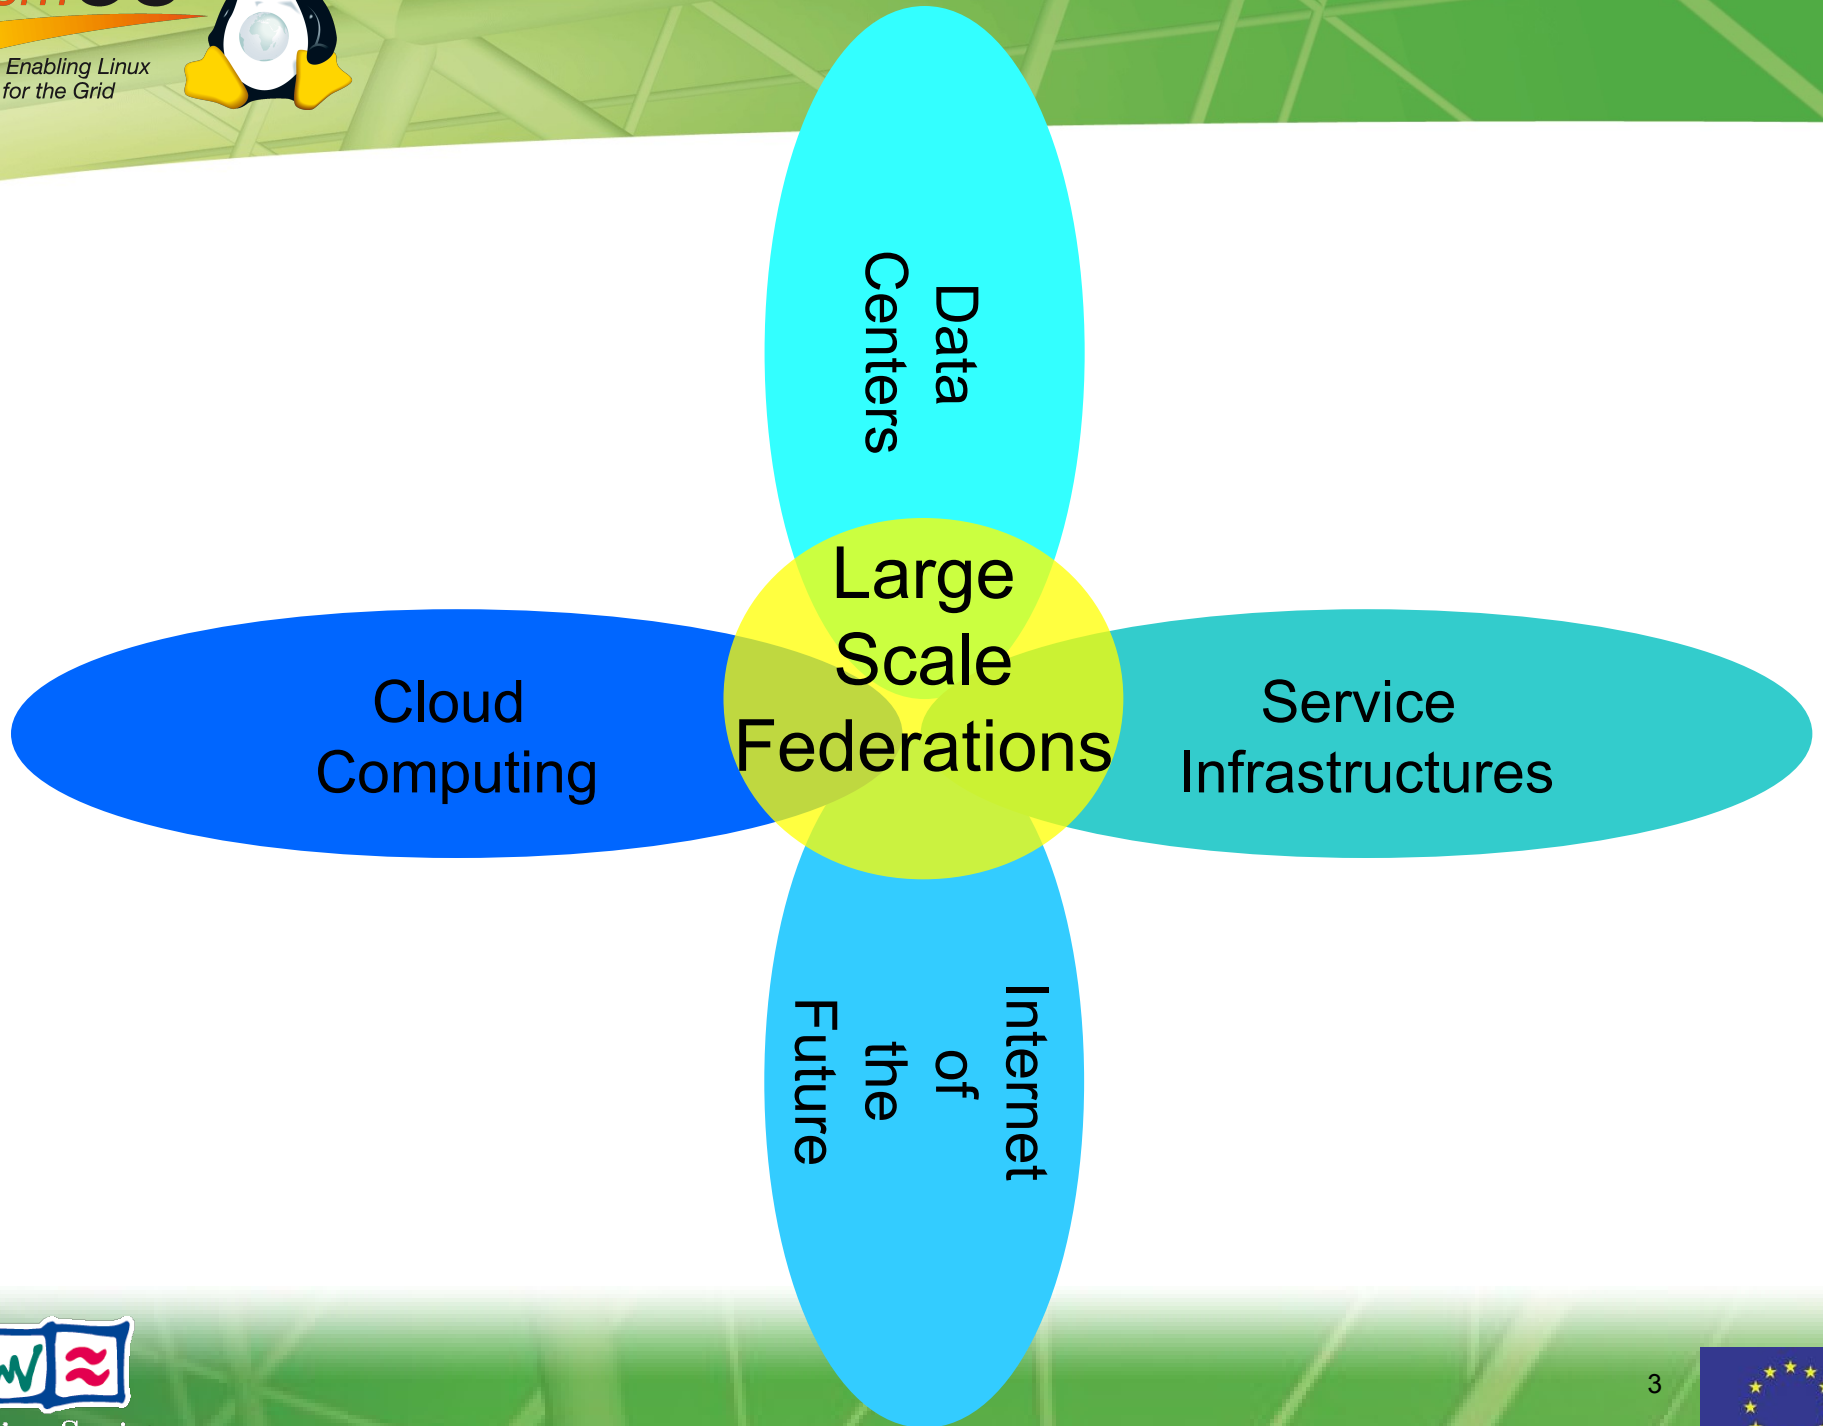 Enabling Linux
for the Grid
Data
Centers
Large
Scale
Federations
Cloud
Computing
Service
Infrastructures
Internet
of
the
Future
3